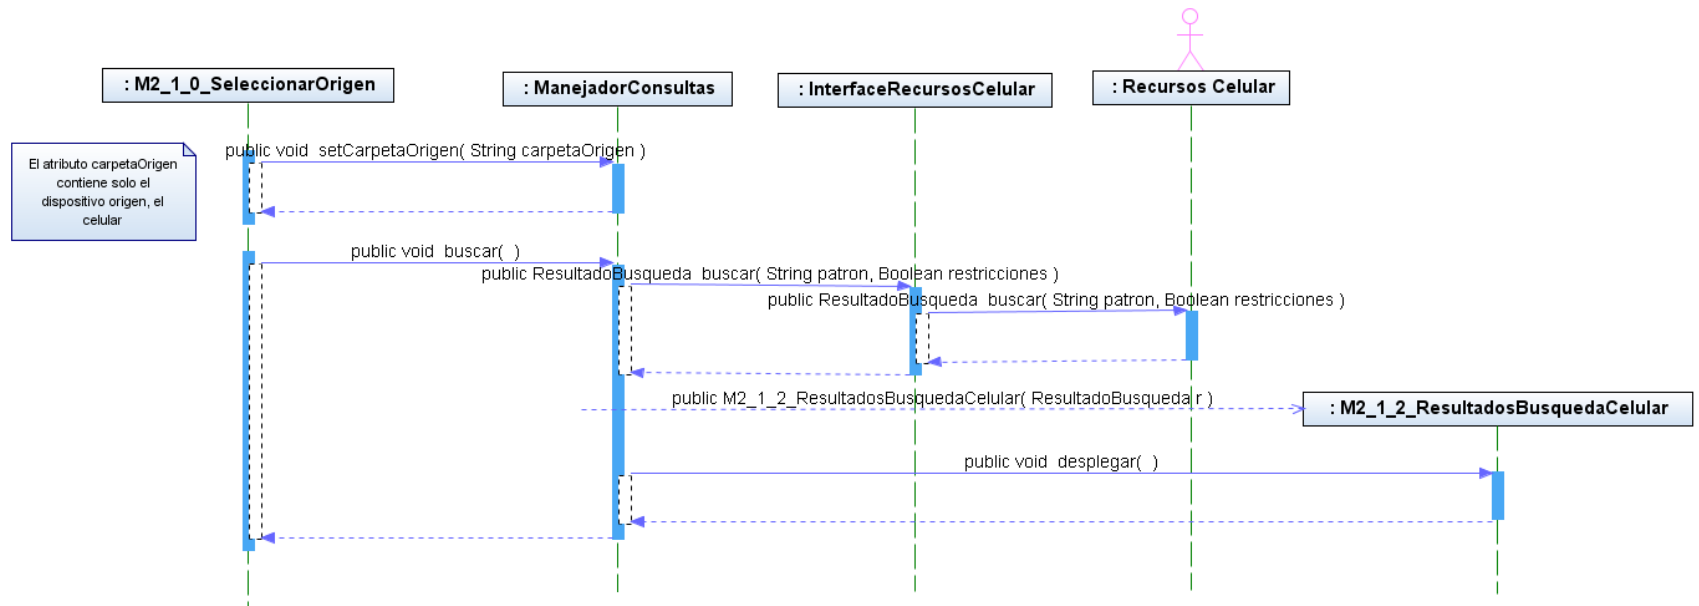 : M2_1_0_SeleccionarOrigen
: ManejadorConsultas
: InterfaceRecursosCelular
: Recursos Celular
El atributo carpetaOrigen
contiene solo el
dispositivo origen, el
celular
public void setCarpetaOrigen( String carpetaOrigen )
public void buscar( )
public ResultadoBusqueda buscar( String patron, Boolean restricciones )
public ResultadoBusqueda buscar( String patron, Boolean restricciones )
public M2_1_2_ResultadosBusquedaCelular( ResultadoBusqueda r )
: M2_1_2_ResultadosBusquedaCelular
public void desplegar( )